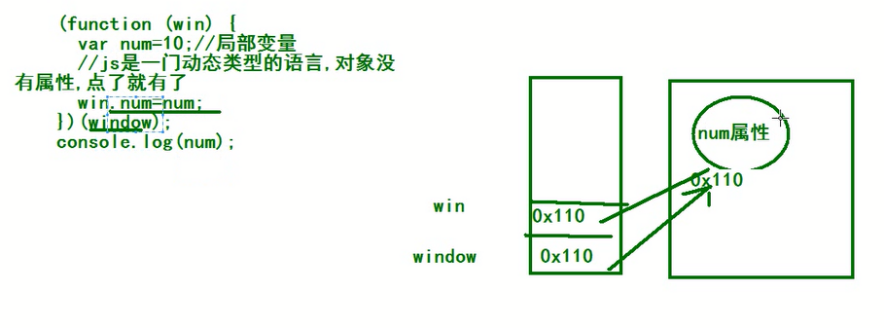 (function (win) {
var num=10;//局部变量
//js是一门动态类型的语言,对象没
有属性,点了就有了
win.num=num;
})(window);
console.log(num);
num属性
0x110
win
0x110
window
0x110